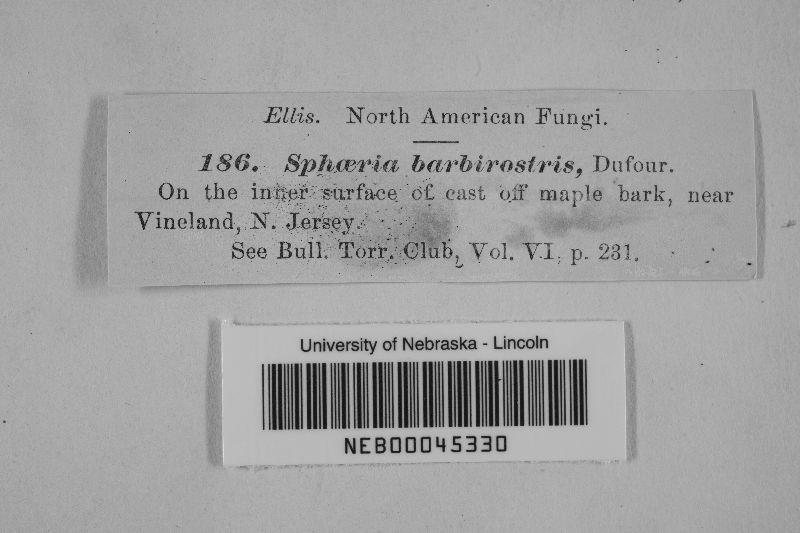 Ellis. North American Fungi.
186. Sphæria barbirostris, Dufour.
On the inner surface of cast off maple bark, near
Vineland, N. Jersey.
See Bull. Torr. Club, Vol. VI, p. 231.
University of Nebraska - Lincoln
NEB00045330